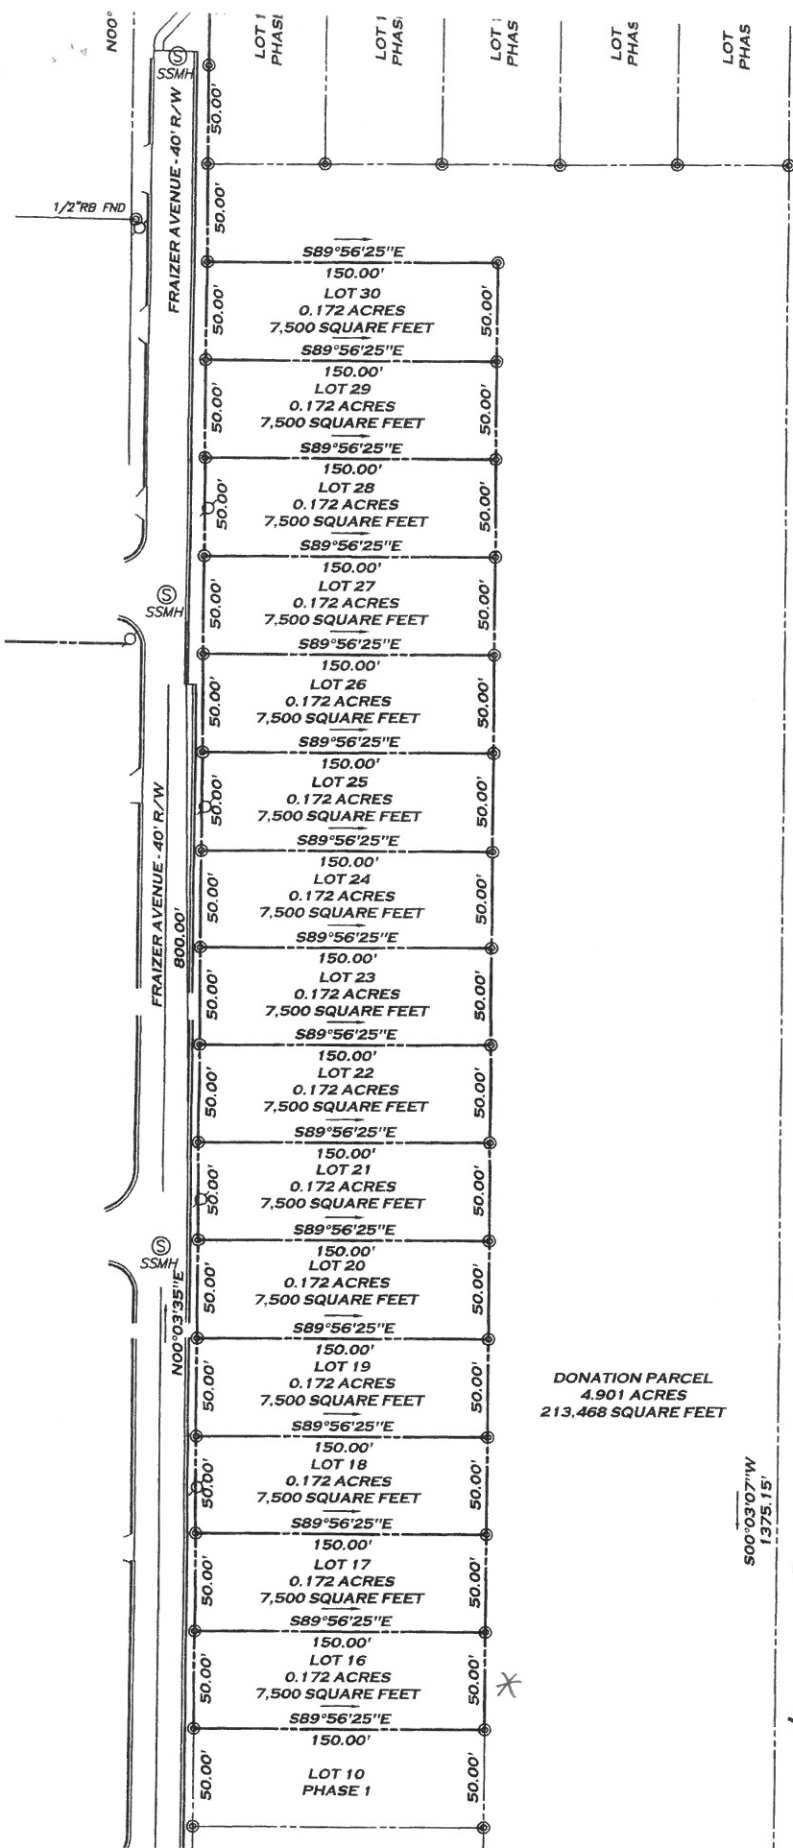 N00°
SSMH
LOT 1
PHAS
LOT 1
PHAS
LOT
PHAS
LOT
PHAS
LOT
PHAS
FRAIZER AVENUE - 40' R/W
50.00'
50.00'
1/2"RB FND
S89°56'25"E
150.00'
LOT 30
0.172 ACRES
7,500 SQUARE FEET
50.00'
50.00'
S89°56'25"E
150.00'
LOT 29
0.172 ACRES
7,500 SQUARE FEET
50.00'
50.00'
S89°56'25"E
150.00'
LOT 28
0.172 ACRES
7,500 SQUARE FEET
50.00'
50.00'
S89°56'25"E
150.00'
LOT 27
0.172 ACRES
7,500 SQUARE FEET
50.00'
50.00'
S
SSMH
S89°56'25"E
150.00'
LOT 26
0.172 ACRES
7,500 SQUARE FEET
50.00'
50.00'
S89°56'25"E
150.00'
LOT 25
0.172 ACRES
7,500 SQUARE FEET
50.00'
50.00'
FRAIZER AVENUE - 40' R/W
800.00'
S89°56'25"E
150.00'
LOT 24
0.172 ACRES
7,500 SQUARE FEET
50.00'
50.00'
S89°56'25"E
150.00'
LOT 23
0.172 ACRES
7,500 SQUARE FEET
50.00'
50.00'
S89°56'25"E
150.00'
LOT 22
0.172 ACRES
7,500 SQUARE FEET
50.00'
50.00'
S89°56'25"E
150.00'
LOT 21
0.172 ACRES
7,500 SQUARE FEET
50.00'
50.00'
S
SSMH
N00°03'35"E
S89°56'25"E
150.00'
LOT 20
0.172 ACRES
7,500 SQUARE FEET
50.00'
50.00'
S89°56'25"E
150.00'
LOT 19
0.172 ACRES
7,500 SQUARE FEET
50.00'
50.00'
DONATION PARCEL
4.901 ACRES
213,468 SQUARE FEET
S89°56'25"E
150.00'
LOT 18
0.172 ACRES
7,500 SQUARE FEET
50.00'
50.00'
S00°03'07"W
1375.15'
S89°56'25"E
150.00'
LOT 17
0.172 ACRES
7,500 SQUARE FEET
50.00'
50.00'
S89°56'25"E
150.00'
LOT 16
0.172 ACRES
7,500 SQUARE FEET
50.00'
50.00'
S89°56'25"E
150.00'
LOT 10
PHASE 1
50.00'
50.00'